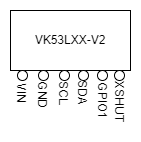 VK53LXX-V2
VIN
GND
SCL
SDA
GPIO1
XSHUT